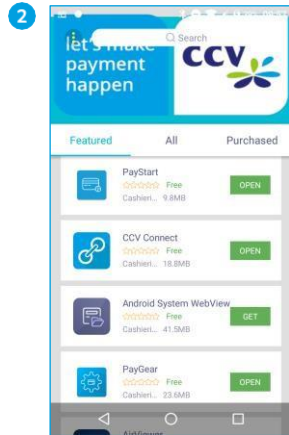 2
let's make
Search
payment
happen
CCV
Featured All Purchased
PayStart
Free
OPEN
Cashieri... 9.8MB
CCV Connect
Free
OPEN
Cashieri... 18.8MB
Android System WebView
Free
GET
Cashieri... 41.5MB
PayGear
Free
OPEN
Cashieri... 23.6MB